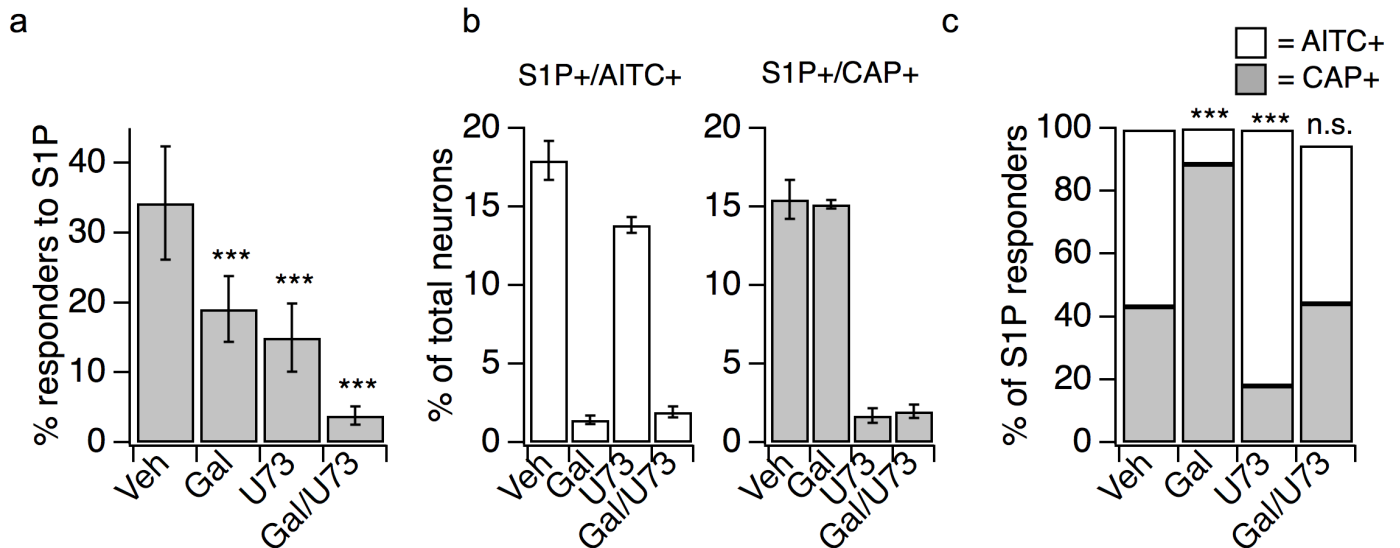 a
% responders to S1P
40
30
20
10
0
***
***
***
Veh
Gal
U73
Gal/U73
b
S1P+/AITC+
% of total neurons
20
15
10
5
0
Veh
Gal
U73
Gal/U73
S1P+/CAP+
20
15
10
5
0
Veh
Gal
U73
Gal/U73
c
= AITC+
= CAP+
% of S1P responders
100
80
60
40
20
0
***
***
n.s.
Veh
Gal
U73
Gal/U73